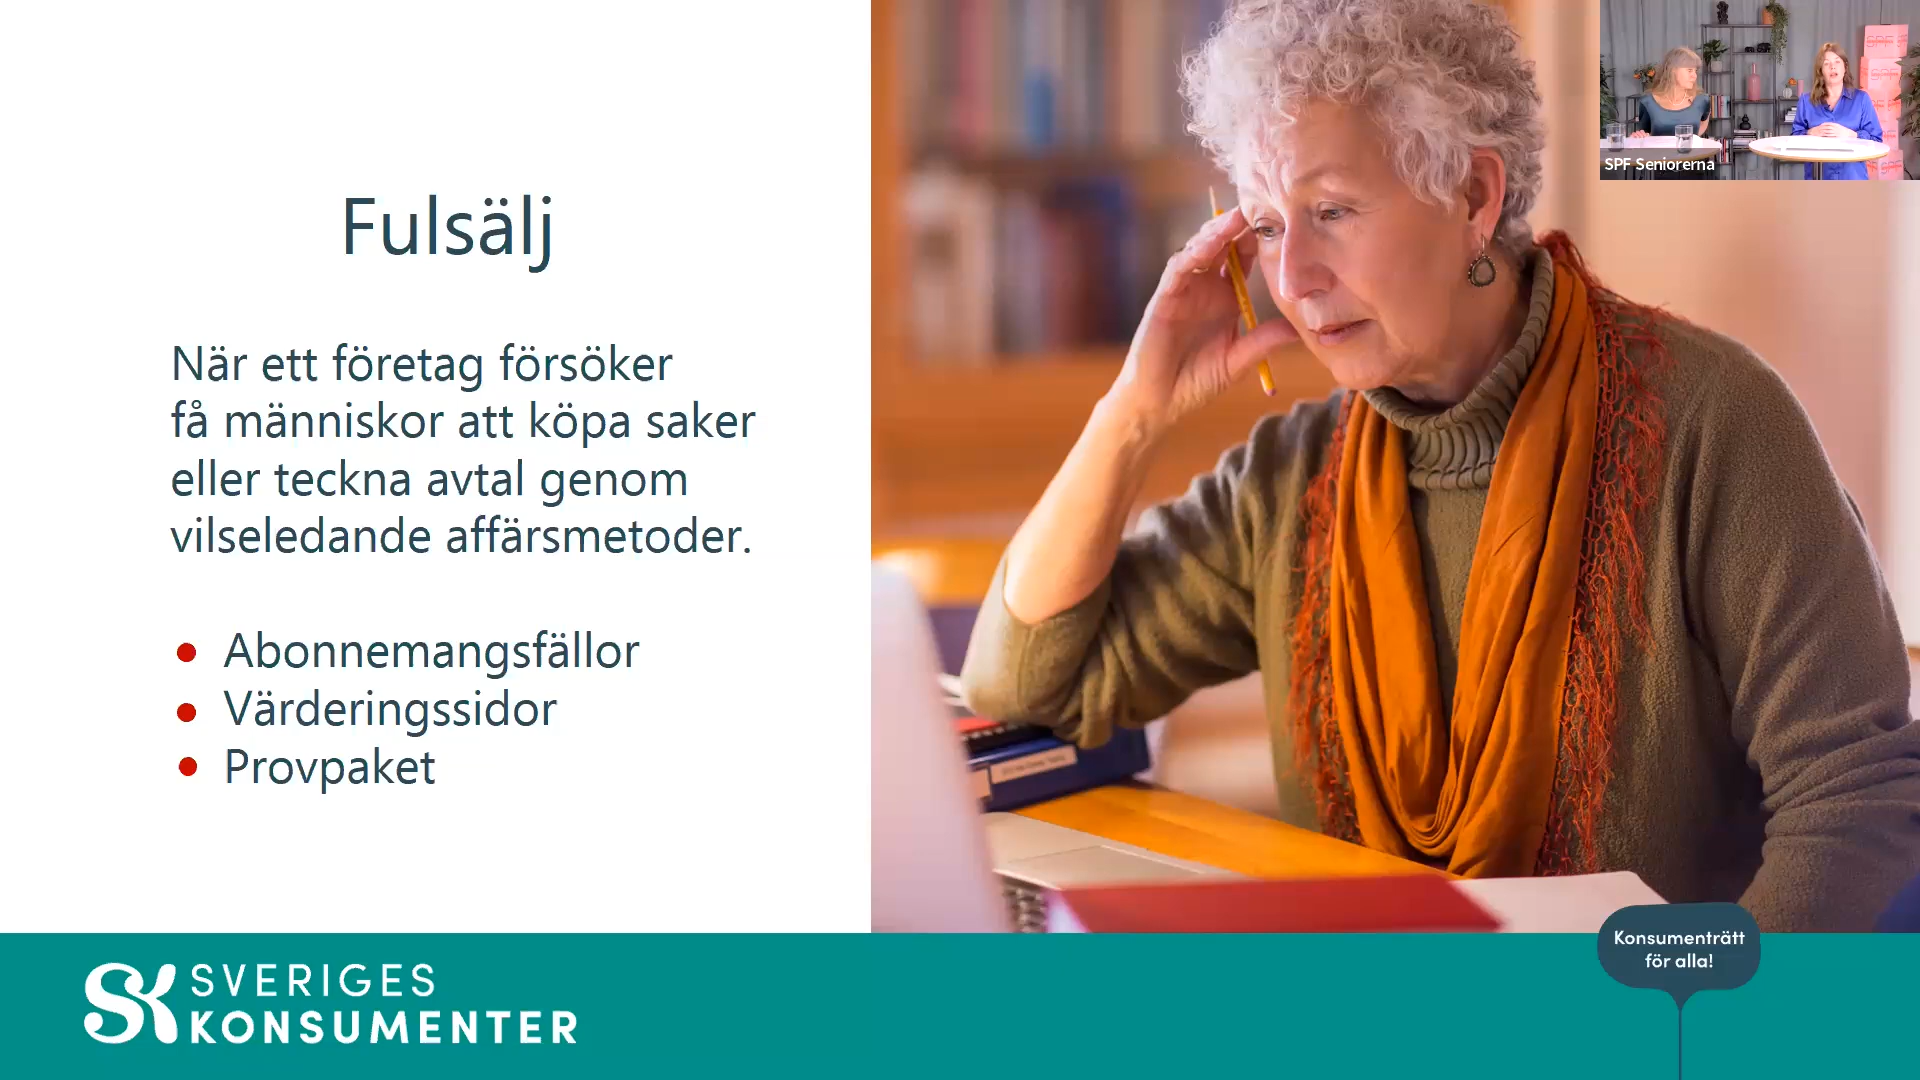 Fulsälj
När ett företag försöker
få människor att köpa saker
eller teckna avtal genom
vilseledande affärsmetoder.
Abonnemangsfällor
Värderingssidor
Provpaket
SPF Seniorerna
SK SVERIGES
KONSUMENTER
Konsumenträtt
för alla!